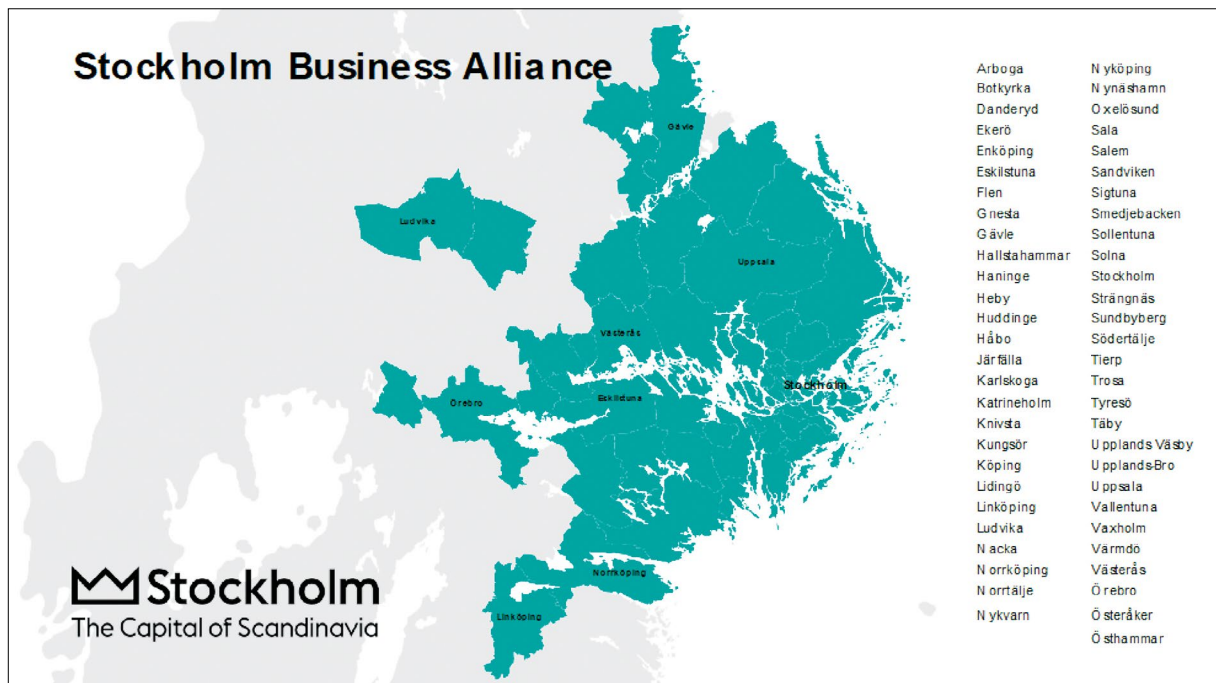 Stockholm Business Alliance
Gävle
Ludvika
Uppsala
Västerås
Stockholm
Eskilstuna
Örebro
Norrköping
Linköping
Stockholm
The Capital of Scandinavia
Arboga
Botkyrka
Danderyd
Ekerö
Enköping
Eskilstuna
Flen
Gnesta
Gävle
Hallstahammar
Haninge
Heby
Huddinge
Håbo
Järfälla
Karlskoga
Katrineholm
Knivsta
Kungsör
Köping
Lidingö
Linköping
Ludvika
Nacka
Norrköping
Norrtälje
Nykvarn
Nyköping
Nynäshamn
Oxelösund
Sala
Salem
Sandviken
Sigtuna
Smedjebacken
Sollentuna
Solna
Stockholm
Strängnäs
Sundbyberg
Södertälje
Tierp
Trosa
Tyresö
Täby
Upplands Väsby
Upplands-Bro
Uppsala
Vallentuna
Vaxholm
Värmdö
Västerås
Örebro
Österåker
Östhammar